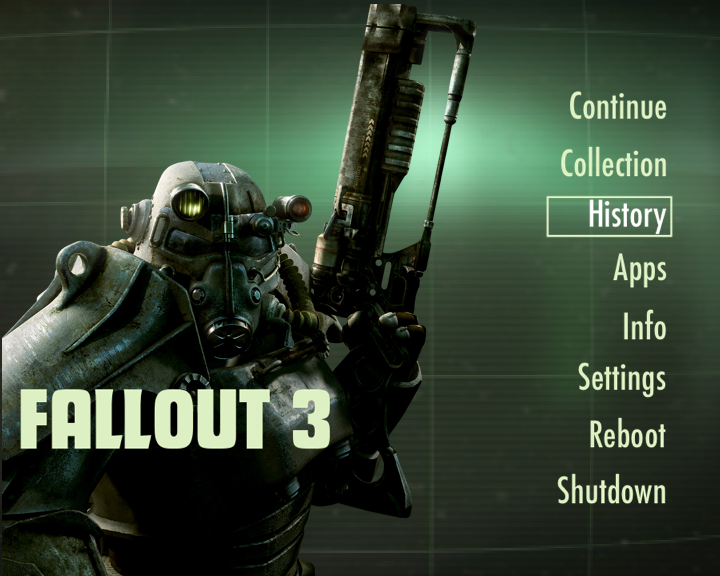 Continue
Collection
History
Apps
Info
Settings
Reboot
Shutdown
FALLOUT 3